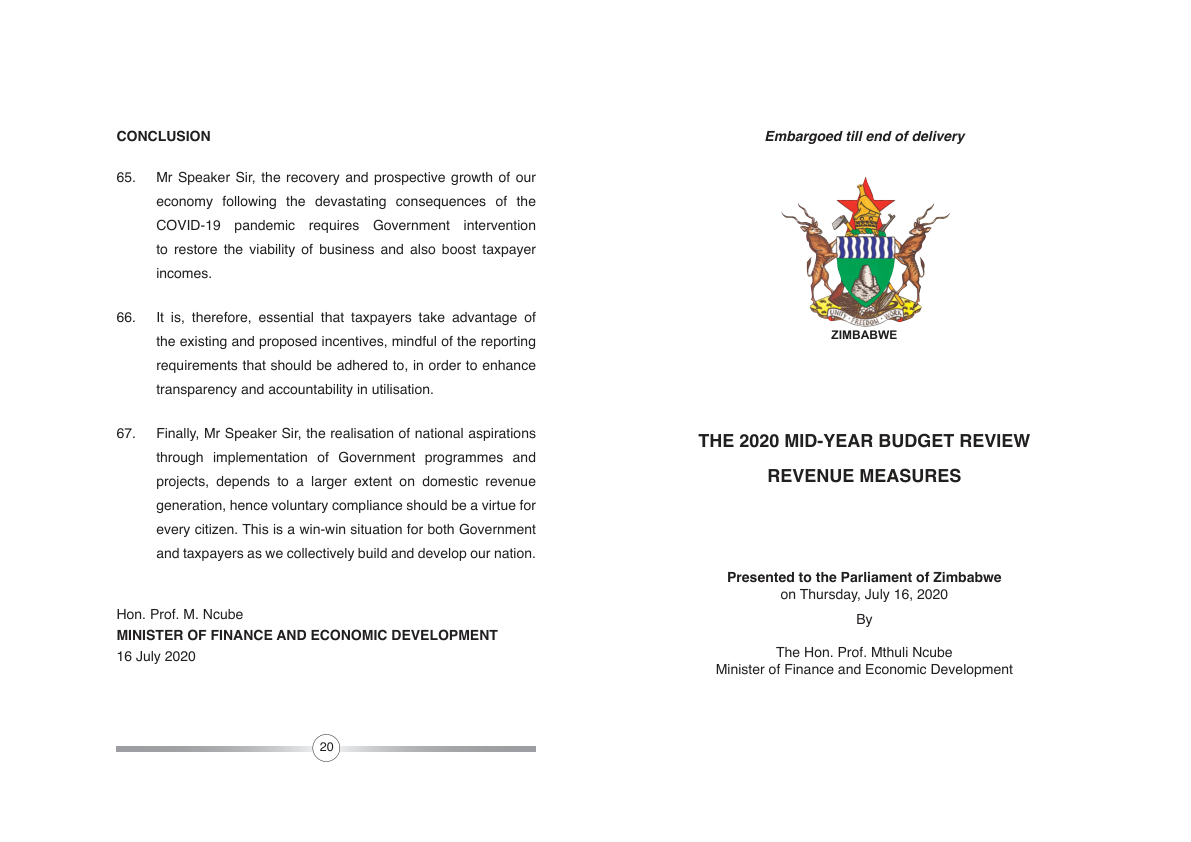 CONCLUSION
65. Mr Speaker Sir, the recovery and prospective growth of our
economy following the devastating consequences of the
COVID-19 pandemic requires Government intervention
to restore the viability of business and also boost taxpayer
incomes.
66. It is, therefore, essential that taxpayers take advantage of
the existing and proposed incentives, mindful of the reporting
requirements that should be adhered to, in order to enhance
transparency and accountability in utilisation.
67. Finally, Mr Speaker Sir, the realisation of national aspirations
through implementation of Government programmes and
projects, depends to a larger extent on domestic revenue
generation, hence voluntary compliance should be a virtue for
every citizen. This is a win-win situation for both Government
and taxpayers as we collectively build and develop our nation.
Hon. Prof. M. Ncube
MINISTER OF FINANCE AND ECONOMIC DEVELOPMENT
16 July 2020
20
Embargoed till end of delivery
UNITY · FREEDOM · WORK
ZIMBABWE
THE 2020 MID-YEAR BUDGET REVIEW
REVENUE MEASURES
Presented to the Parliament of Zimbabwe
on Thursday, July 16, 2020
By
The Hon. Prof. Mthuli Ncube
Minister of Finance and Economic Development